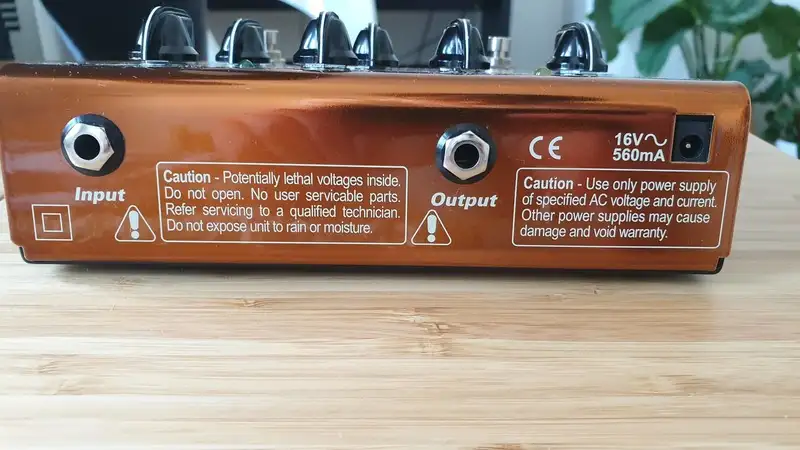 Input
Caution - Potentially lethal voltages inside.
Do not open. No user servicable parts.
Refer servicing to a qualified technician.
Do not expose unit to rain or moisture.
Output
CE
16V~
560mA
Caution - Use only power supply
of specified AC voltage and current.
Other power supplies may cause
damage and void warranty.